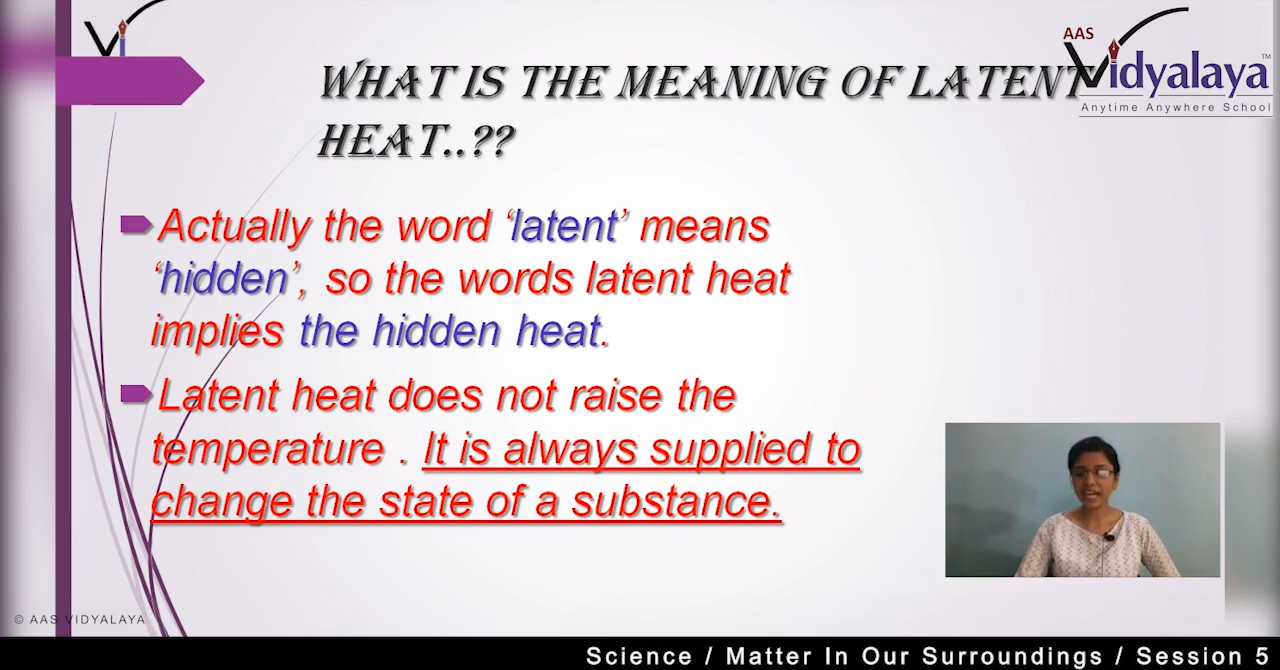 AAS
Vidyalaya
TM
Anytime Anywhere School
Vi
WHAT IS THE MEANING OF LATENT
HEAT..??
Actually the word ‘latent’ means
‘hidden’, so the words latent heat
implies the hidden heat.
Latent heat does not raise the
temperature . It is always supplied to
change the state of a substance.
© AAS VIDYALAYA
Science / Matter In Our Surroundings / Session 5